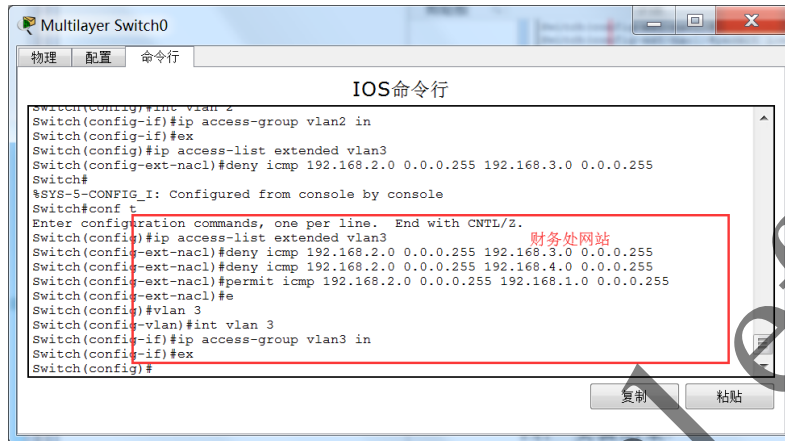 Multilayer Switch0
物理 配置 命令行
IOS命令行
Switch(config)#int vlan 2
Switch(config-if)#ip access-group vlan2 in
Switch(config-if)#ex
Switch(config)#ip access-list extended vlan3
Switch(config-ext-nacl)#deny icmp 192.168.2.0 0.0.0.255 192.168.3.0 0.0.0.255
Switch#
%SYS-5-CONFIG_I: Configured from console by console
Switch#conf t
Enter configuration commands, one per line. End with CNTL/Z.
Switch(config)#ip access-list extended vlan3
财务处网站
Switch(config-ext-nacl)#deny icmp 192.168.2.0 0.0.0.255 192.168.3.0 0.0.0.255
Switch(config-ext-nacl)#deny icmp 192.168.2.0 0.0.0.255 192.168.4.0 0.0.0.255
Switch(config-ext-nacl)#permit icmp 192.168.2.0 0.0.0.255 192.168.1.0 0.0.0.255
Switch(config-ext-nacl)#e
Switch(config)#vlan 3
Switch(config-vlan)#int vlan 3
Switch(config-if)#ip access-group vlan3 in
Switch(config-if)#ex
Switch(config)#
复制 粘贴